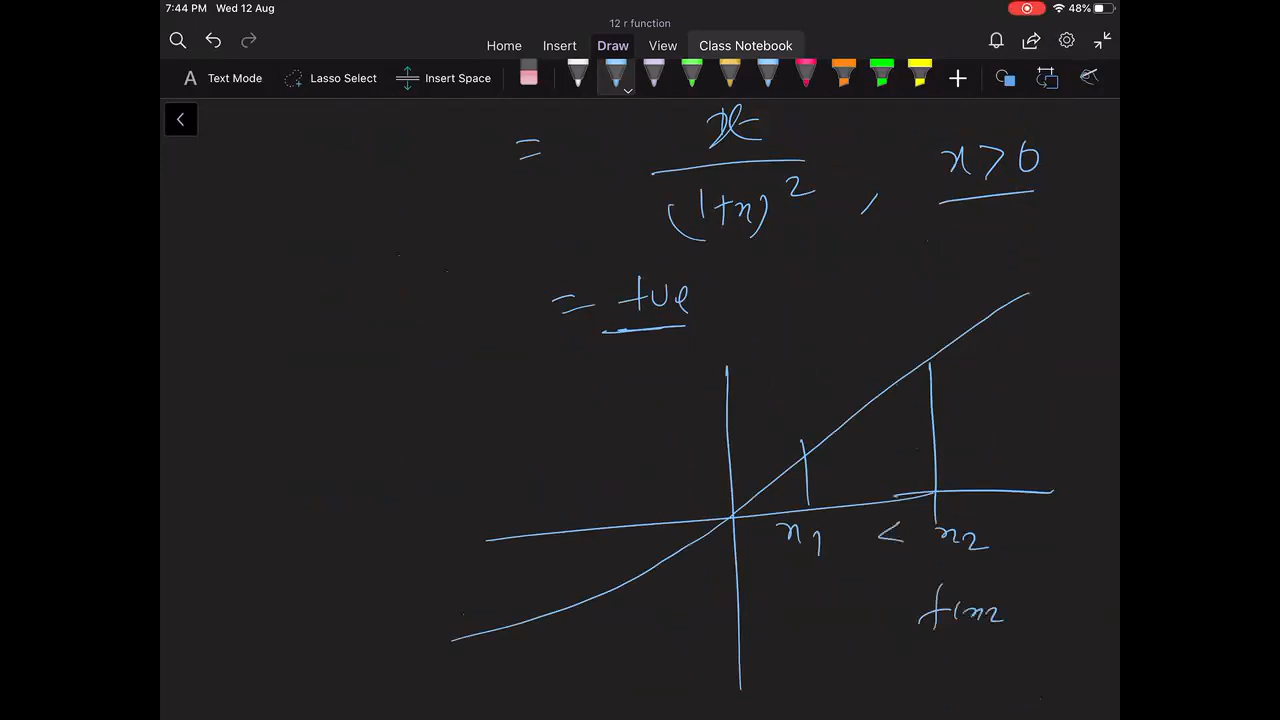 7:44 PM Wed 12 Aug
48%
12 r function
Home Insert Draw View Class Notebook
A Text Mode Lasso Select Insert Space
= x / (1+x)^2 , x > 0
= +ve
x1 < x2
f(x2